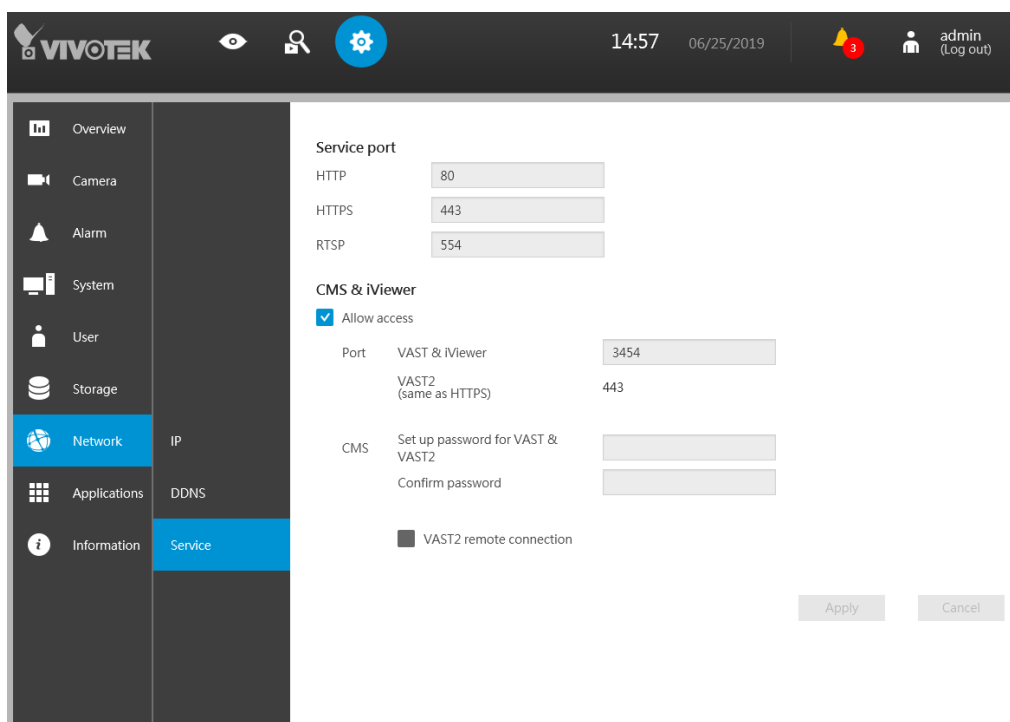 VIVOTEK
14:57
06/25/2019
3
admin
(Log out)
Overview
Camera
Alarm
System
User
Storage
Network
Applications
Information
IP
DDNS
Service
Service port
HTTP 80
HTTPS 443
RTSP 554
CMS & iViewer
Allow access
Port VAST & iViewer 3454
VAST2
(same as HTTPS) 443
CMS Set up password for VAST &
VAST2
Confirm password
VAST2 remote connection
Apply Cancel